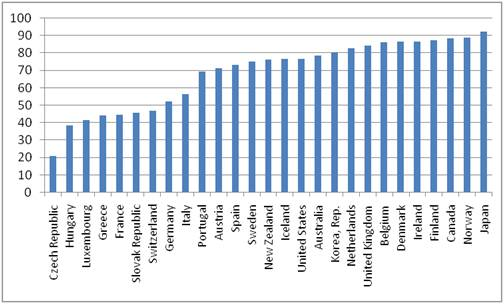 100
90
80
70
60
50
40
30
20
10
0
Czech Republic
Hungary
Luxembourg
Greece
France
Slovak Republic
Switzerland
Germany
Italy
Portugal
Austria
Spain
Sweden
New Zealand
Iceland
United States
Australia
Korea, Rep.
Netherlands
United Kingdom
Belgium
Denmark
Ireland
Finland
Canada
Norway
Japan